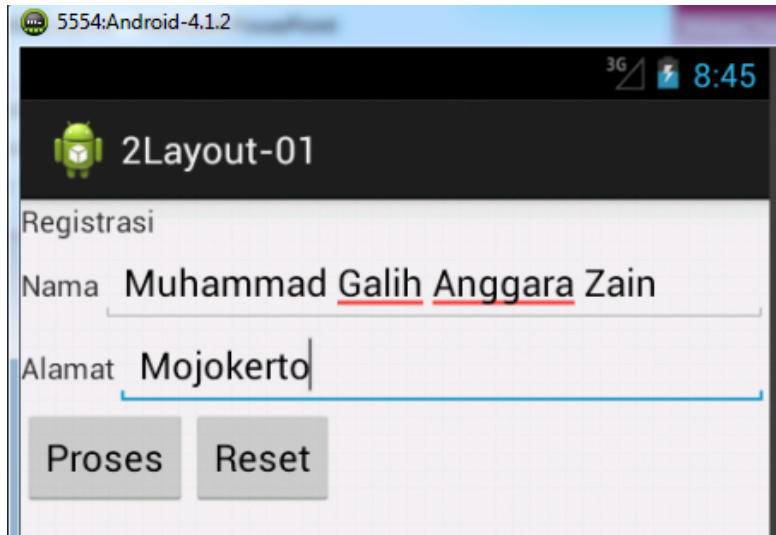 5554:Android-4.1.2
3G 8:45
2Layout-01
Registrasi
Nama Muhammad Galih Anggara Zain
Alamat Mojokerto
Proses Reset